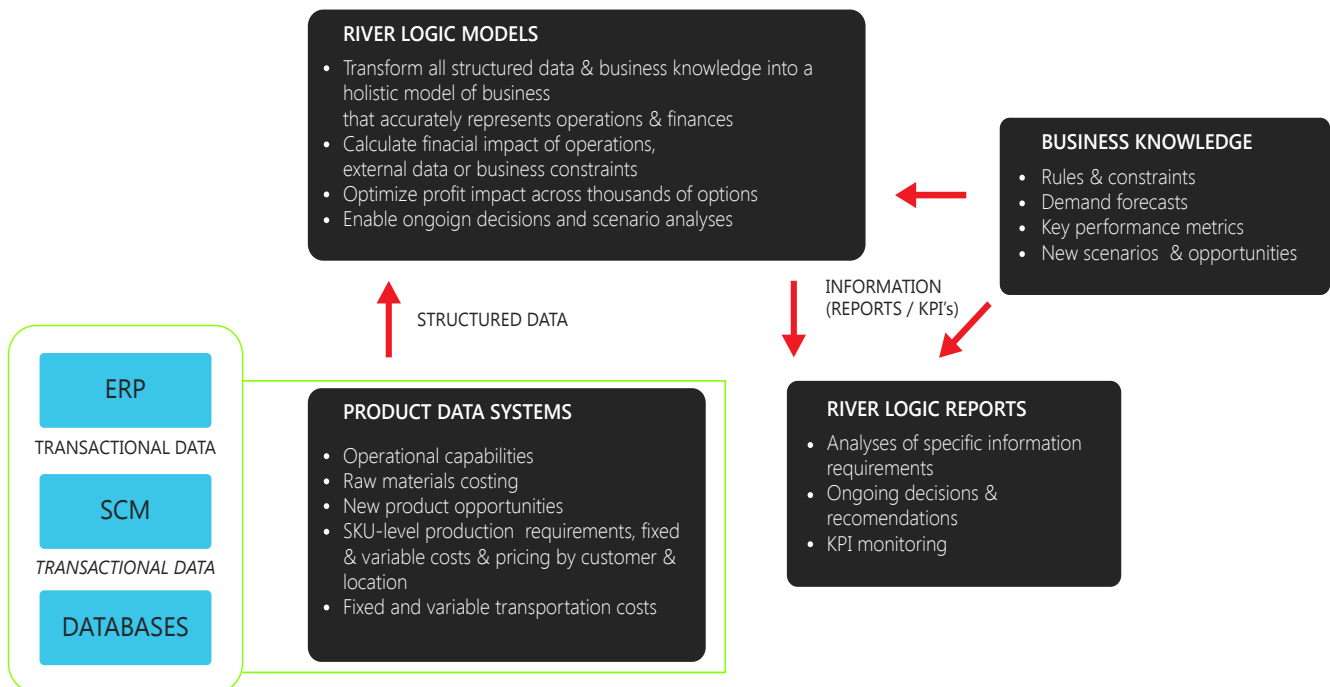 RIVER LOGIC MODELS
• Transform all structured data & business knowledge into a
holistic model of business
that accurately represents operations & finances
• Calculate finacial impact of operations,
external data or business constraints
• Optimize profit impact across thousands of options
• Enable ongoign decisions and scenario analyses
BUSINESS KNOWLEDGE
• Rules & constraints
• Demand forecasts
• Key performance metrics
• New scenarios & opportunities
INFORMATION
(REPORTS / KPI's)
STRUCTURED DATA
ERP
TRANSACTIONAL DATA
SCM
TRANSACTIONAL DATA
DATABASES
PRODUCT DATA SYSTEMS
• Operational capabilities
• Raw materials costing
• New product opportunities
• SKU-level production requirements, fixed
& variable costs & pricing by customer &
location
• Fixed and variable transportation costs
RIVER LOGIC REPORTS
• Analyses of specific information
requirements
• Ongoing decisions &
recomendations
• KPI monitoring